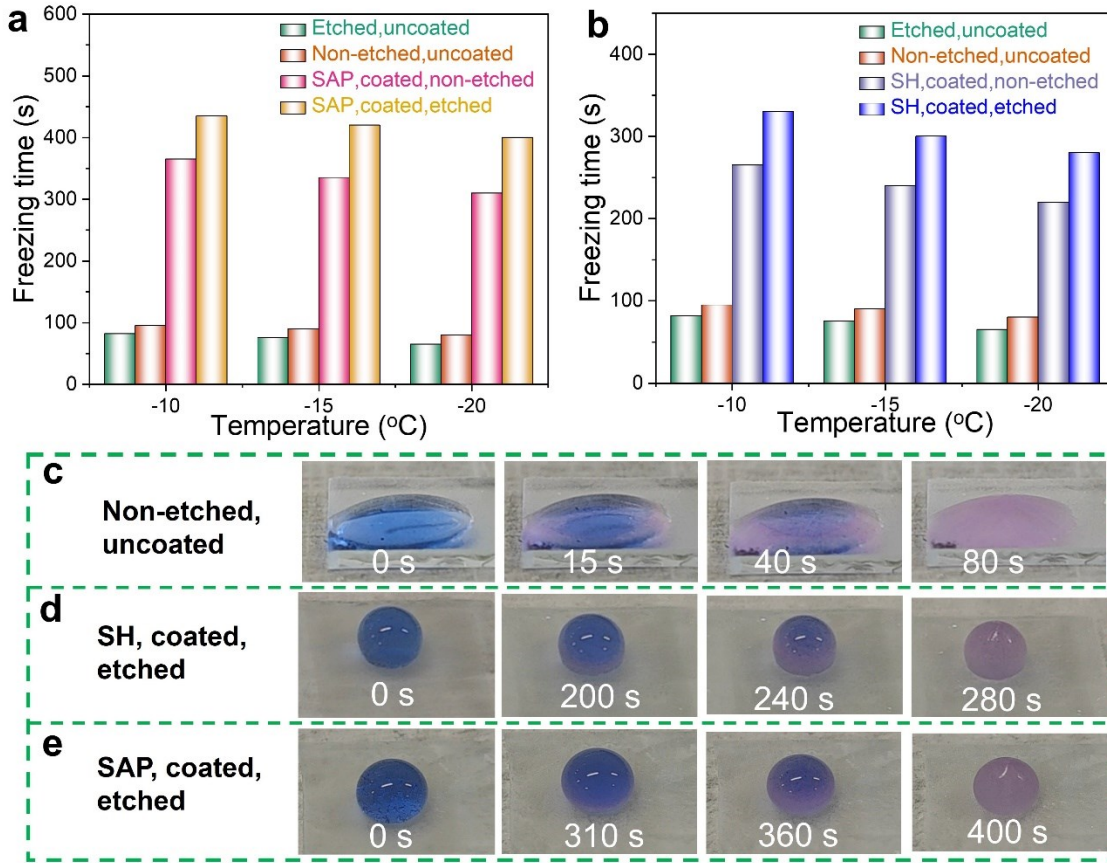 a
600
500
400
300
200
100
0
Freezing time (s)
Etched,uncoated
Non-etched,uncoated
SAP,coated,non-etched
SAP,coated,etched
-10
-15
-20
Temperature (°C)
b
400
300
200
100
0
Freezing time (s)
Etched,uncoated
Non-etched,uncoated
SH,coated,non-etched
SH,coated,etched
-10
-15
-20
Temperature (°C)
c
Non-etched,
uncoated
0 s
15 s
40 s
80 s
d
SH, coated,
etched
0 s
200 s
240 s
280 s
e
SAP, coated,
etched
0 s
310 s
360 s
400 s